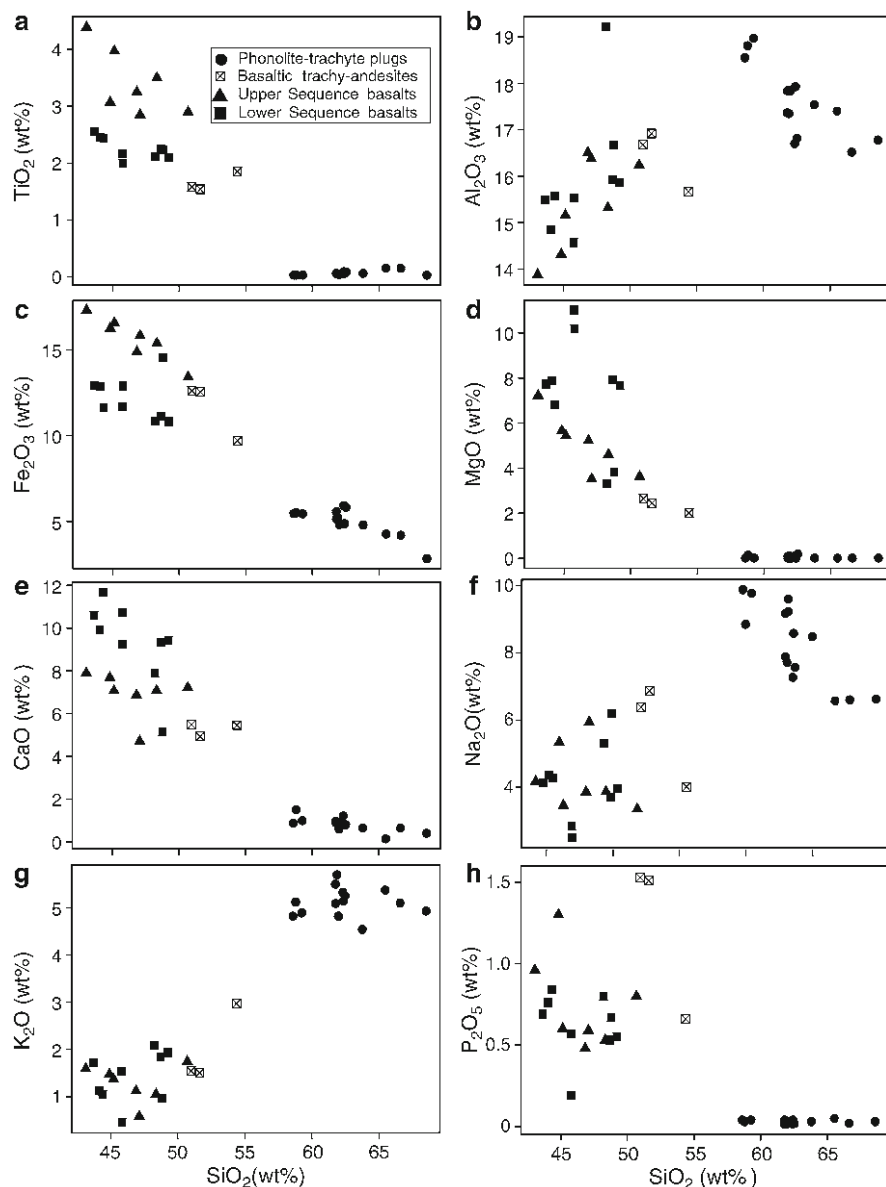 a
4
3
2
1
0
TiO2 (wt%)
Phonolite-trachyte plugs
Basaltic trachy-andesites
Upper Sequence basalts
Lower Sequence basalts
b
19
18
17
16
15
14
Al2O3 (wt%)
c
15
10
5
Fe2O3 (wt%)
d
10
8
6
4
2
0
MgO (wt%)
e
12
10
8
6
4
2
0
CaO (wt%)
f
10
8
6
4
Na2O(wt%)
g
5
4
3
2
1
K2O (wt%)
45 50 55 60 65
SiO2(wt%)
h
1.5
1.0
0.5
0
P2O5 (wt%)
45 50 55 60 65
SiO2 (wt%)